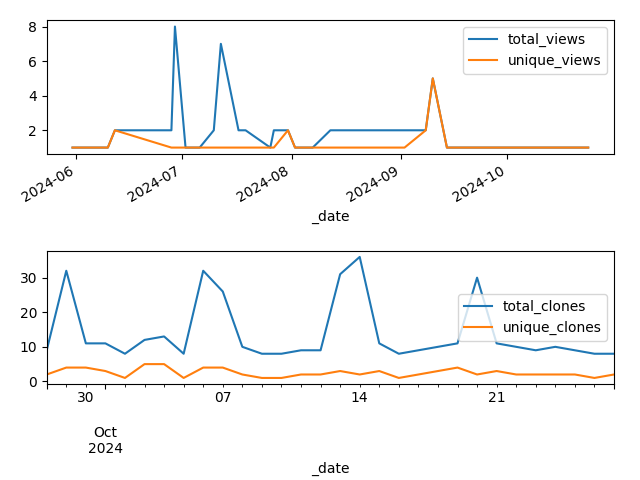 8
6
4
2
total_views
unique_views
2024-06
2024-07
2024-08
2024-09
2024-10
_date
30
20
10
0
total_clones
unique_clones
30
07
14
21
Oct
2024
_date